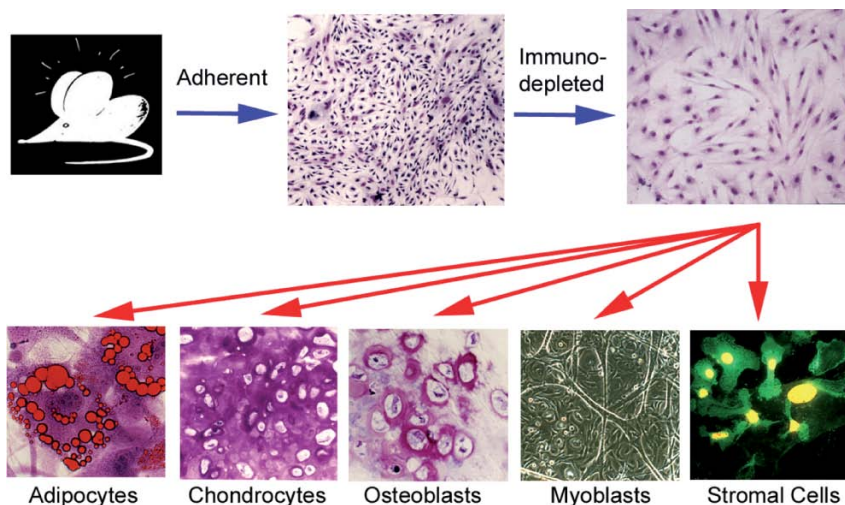 Adherent
Immuno-
depleted
Adipocytes
Chondrocytes
Osteoblasts
Myoblasts
Stromal Cells